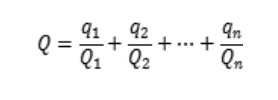 Q = q₁/Q₁ + q₂/Q₂ + ⋯ + qₙ/Qₙ